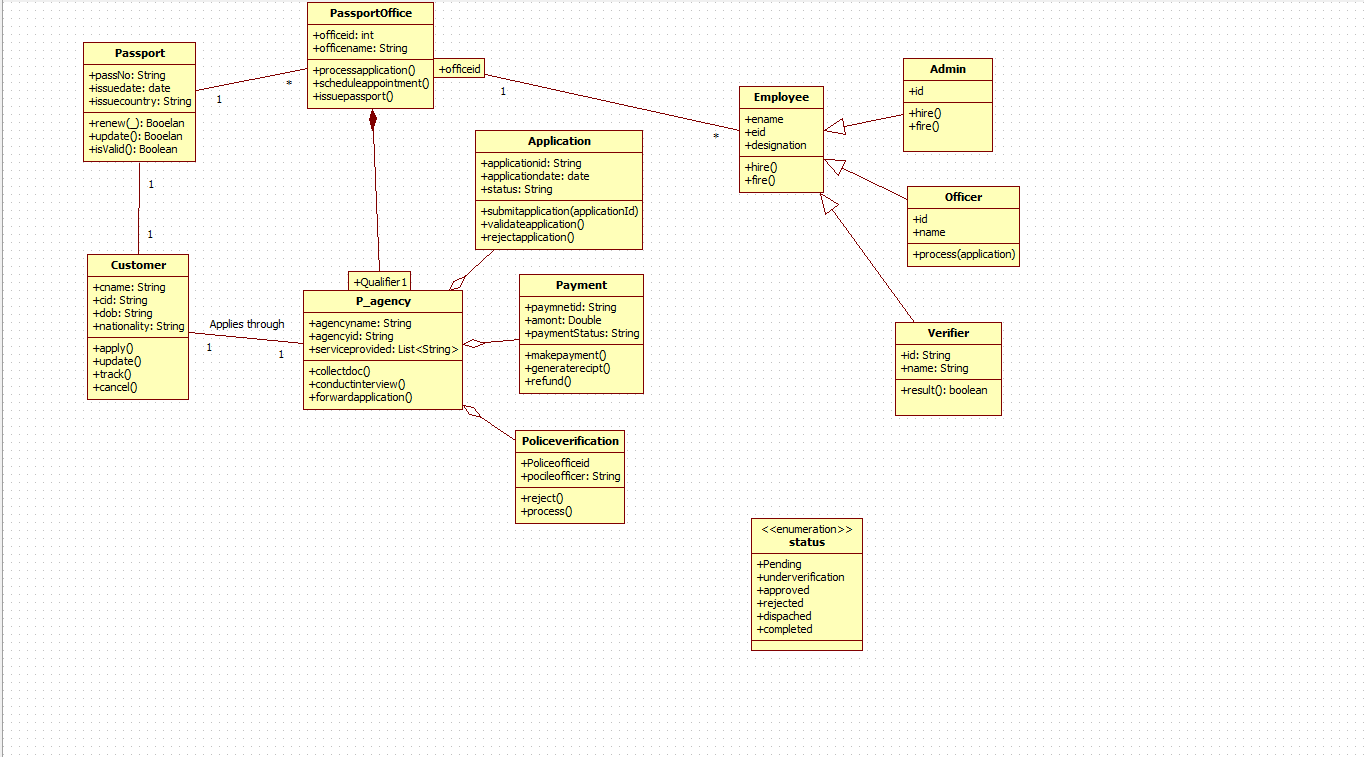 PassportOffice
+officeid: int
+officename: String
+processapplication()
+scheduleappointment()
+issuepassport()
+officeid
1
*
Passport
+passNo: String
+issuedate: date
+issuecountry: String
+renew(_): Booelan
+update(): Booelan
+isValid(): Boolean
1
*
1
1
Employee
+ename
+eid
+designation
+hire()
+fire()
Admin
+id
+hire()
+fire()
Application
+applicationid: String
+applicationdate: date
+status: String
+submitapplication(applicationId)
+validateapplication()
+rejectapplication()
Officer
+id
+name
+process(application)
Customer
+cname: String
+cid: String
+dob: String
+nationality: String
+apply()
+update()
+track()
+cancel()
Applies through
1
1
+Qualifier1
P_agency
+agencyname: String
+agencyid: String
+serviceprovided: List<String>
+collectdoc()
+conductinterview()
+forwardapplication()
Payment
+paymnetid: String
+amont: Double
+paymentStatus: String
+makepayment()
+generaterecipt()
+refund()
Verifier
+id: String
+name: String
+result(): boolean
Policeverification
+Policeofficeid
+pocileofficer: String
+reject()
+process()
<<enumeration>>
status
+Pending
+underverification
+approved
+rejected
+dispached
+completed